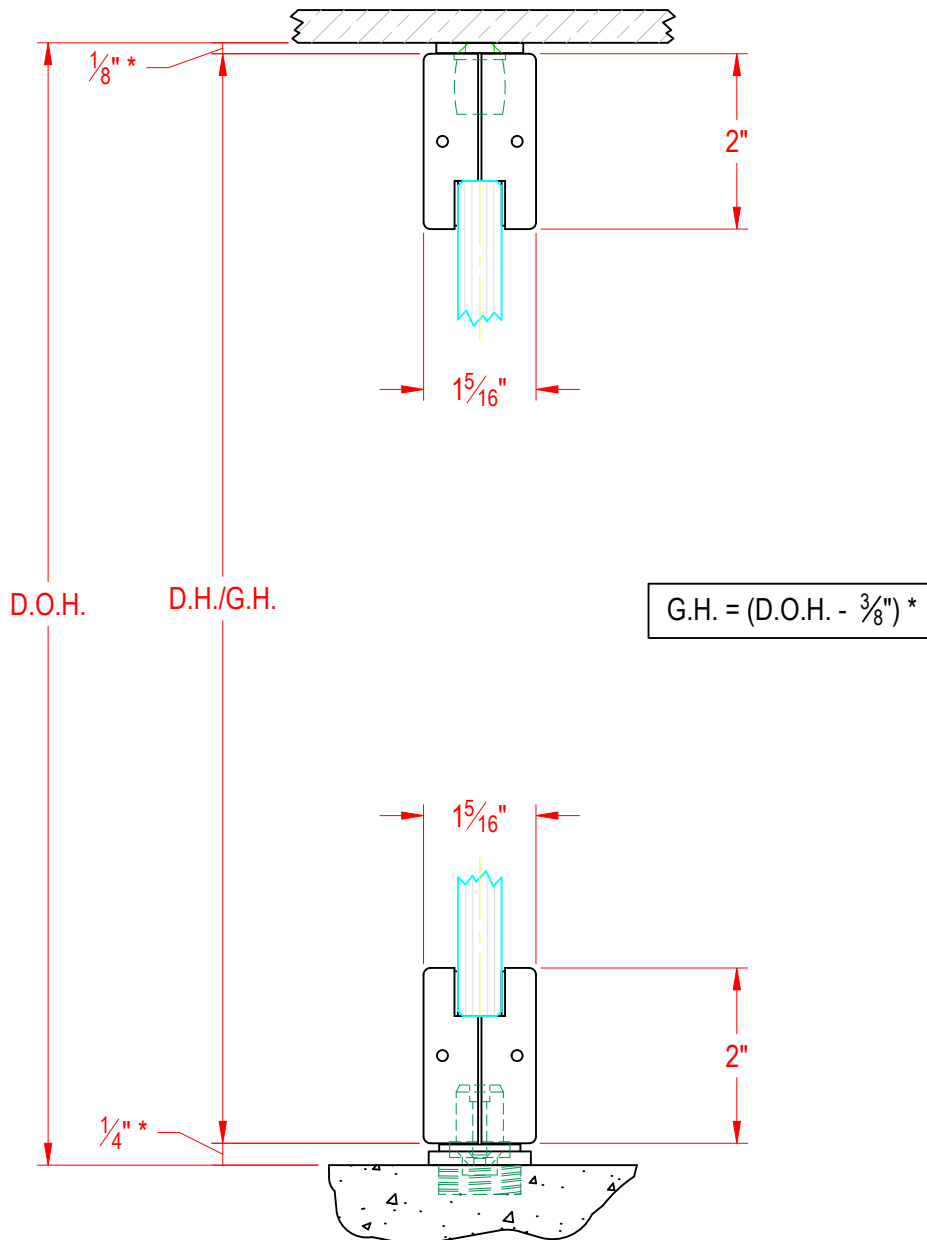 1/8" *
2"
1 5/16"
D.O.H.
D.H./G.H.
G.H. = (D.O.H. - 3/8") *
1 5/16"
2"
1/4" *